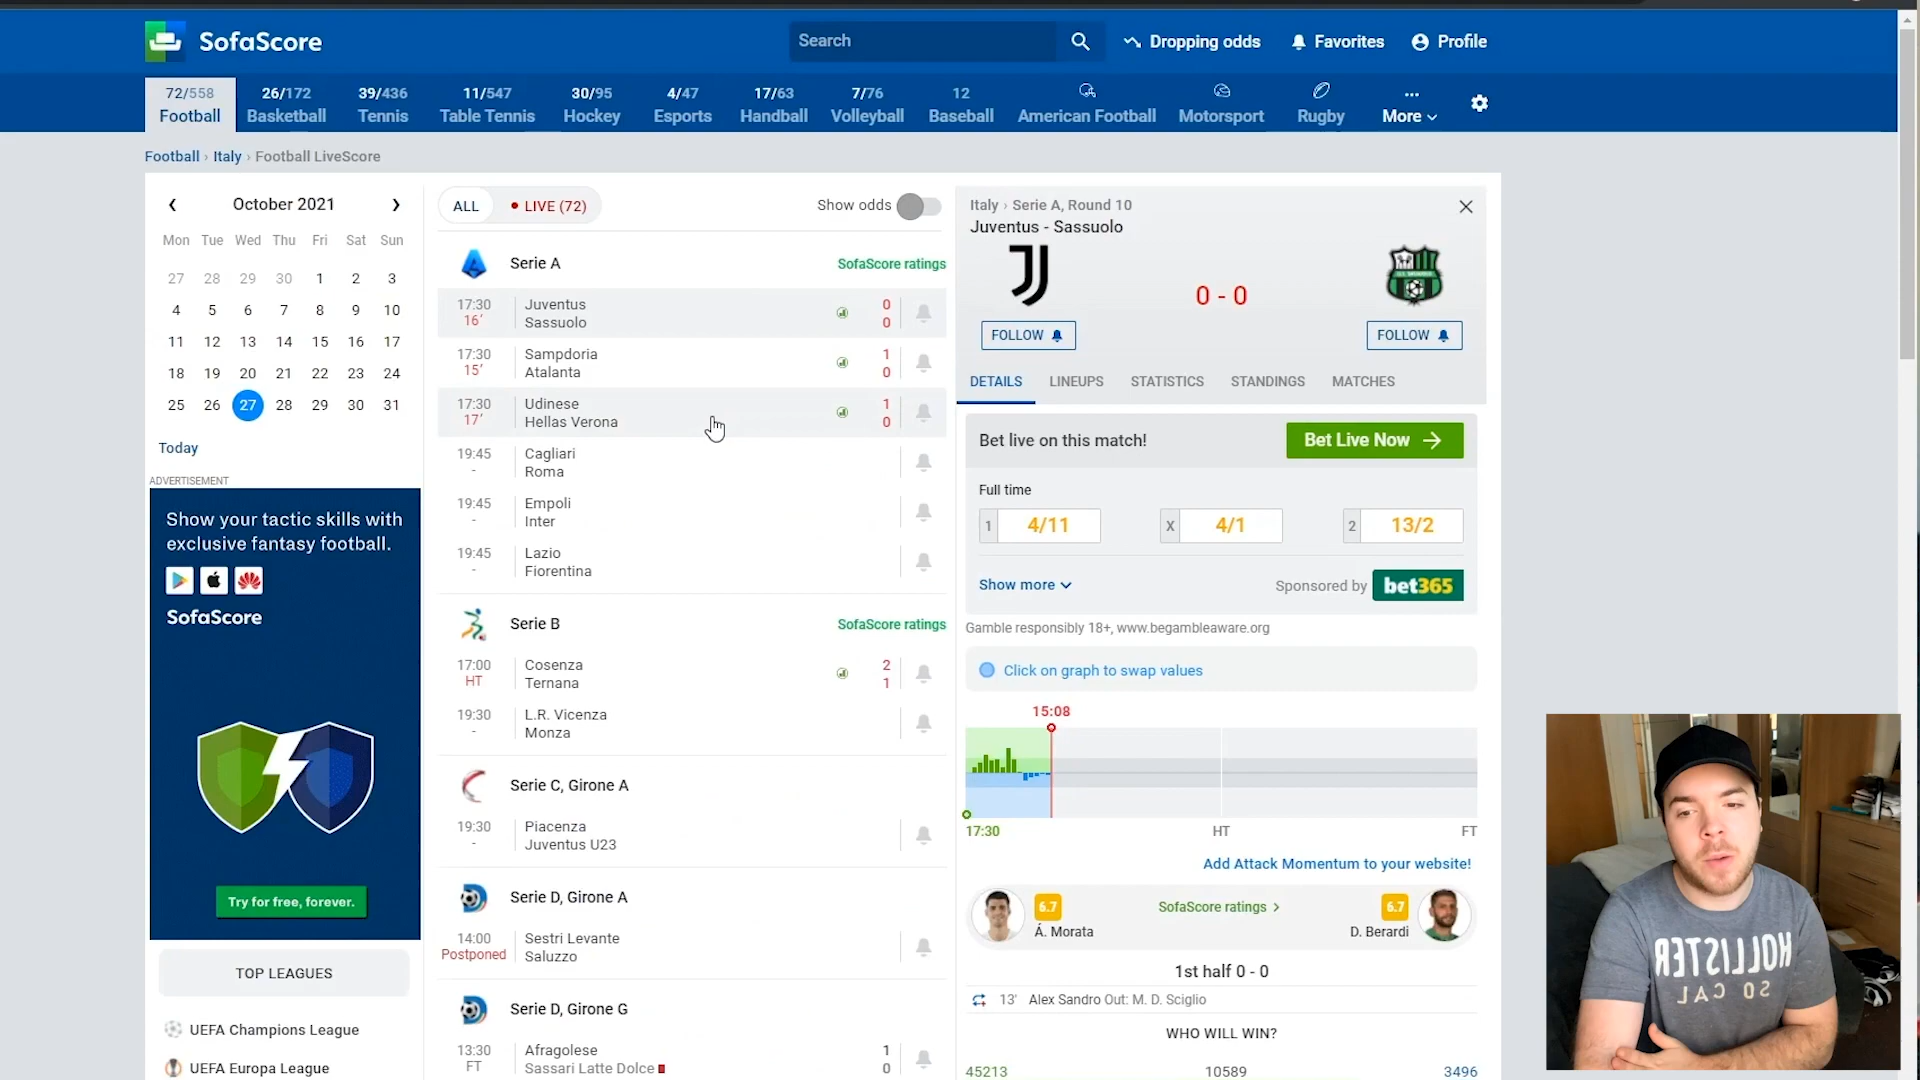 SofaScore
Search
Dropping odds
Favorites
Profile
72/558
Football
26/172
Basketball
39/436
Tennis
11/547
Table Tennis
30/95
Hockey
4/47
Esports
17/63
Handball
7/76
Volleyball
12
Baseball
American Football
Motorsport
Rugby
More
Football › Italy › Football LiveScore
October 2021
Mon Tue Wed Thu Fri Sat Sun
27 28 29 30 1 2 3
4 5 6 7 8 9 10
11 12 13 14 15 16 17
18 19 20 21 22 23 24
25 26 27 28 29 30 31
Today
ADVERTISEMENT
Show your tactic skills with
exclusive fantasy football.
SofaScore
Try for free, forever.
TOP LEAGUES
UEFA Champions League
UEFA Europa League
ALL
LIVE (72)
Show odds
Serie A
SofaScore ratings
17:30 Juventus 0
16′ Sassuolo 0
17:30 Sampdoria 1
15′ Atalanta 0
17:30 Udinese 1
17′ Hellas Verona 0
19:45 Cagliari
- Roma
19:45 Empoli
- Inter
19:45 Lazio
- Fiorentina
Serie B
SofaScore ratings
17:00 Cosenza 2
HT Ternana 1
19:30 L.R. Vicenza
- Monza
Serie C, Girone A
19:30 Piacenza
- Juventus U23
Serie D, Girone A
14:00 Sestri Levante
Postponed Saluzzo
Serie D, Girone G
13:30 Afragolese 1
FT Sassari Latte Dolce 0
Italy › Serie A, Round 10
Juventus - Sassuolo
0 - 0
FOLLOW
FOLLOW
DETAILS
LINEUPS
STATISTICS
STANDINGS
MATCHES
Bet live on this match!
Bet Live Now
Full time
1 4/11
X 4/1
2 13/2
Show more
Sponsored by bet365
Gamble responsibly 18+, www.begambleaware.org
Click on graph to swap values
15:08
17:30
HT
FT
Add Attack Momentum to your website!
6.7
Á. Morata
SofaScore ratings
6.7
D. Berardi
1st half 0 - 0
13' Alex Sandro Out: M. D. Sciglio
WHO WILL WIN?
45213
10589
3496
HOLLISTER
SO CAL